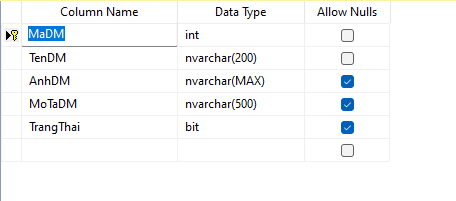 Column Name Data Type Allow Nulls
MaDM int
TenDM nvarchar(200)
AnhDM nvarchar(MAX)
MoTaDM nvarchar(500)
TrangThai bit